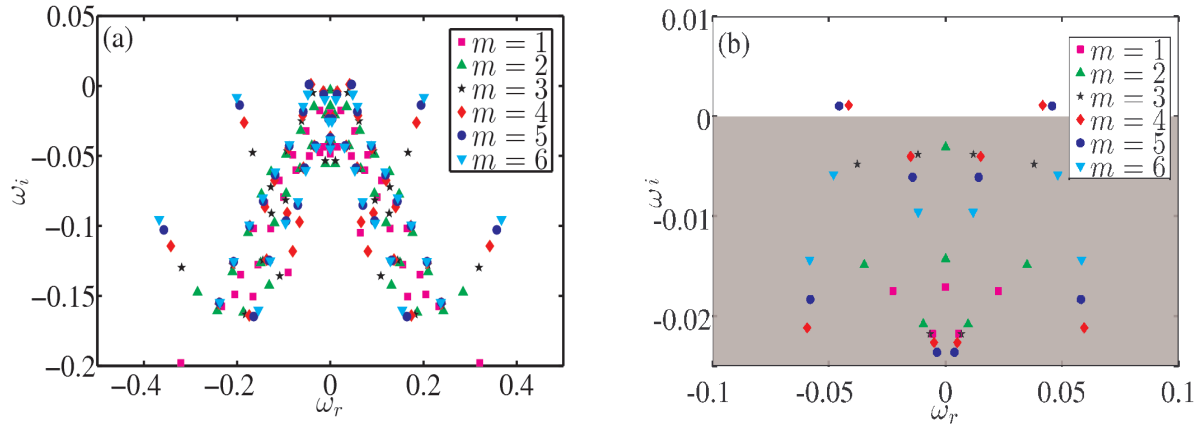 (a)
0.05
0
−0.05
−0.1
−0.15
−0.2
ω_i
−0.4
−0.2
0
0.2
0.4
ω_r
m = 1
m = 2
m = 3
m = 4
m = 5
m = 6
(b)
0.01
0
-0.01
-0.02
ω^i
-0.1
-0.05
0
0.05
0.1
ω_r
m = 1
m = 2
m = 3
m = 4
m = 5
m = 6